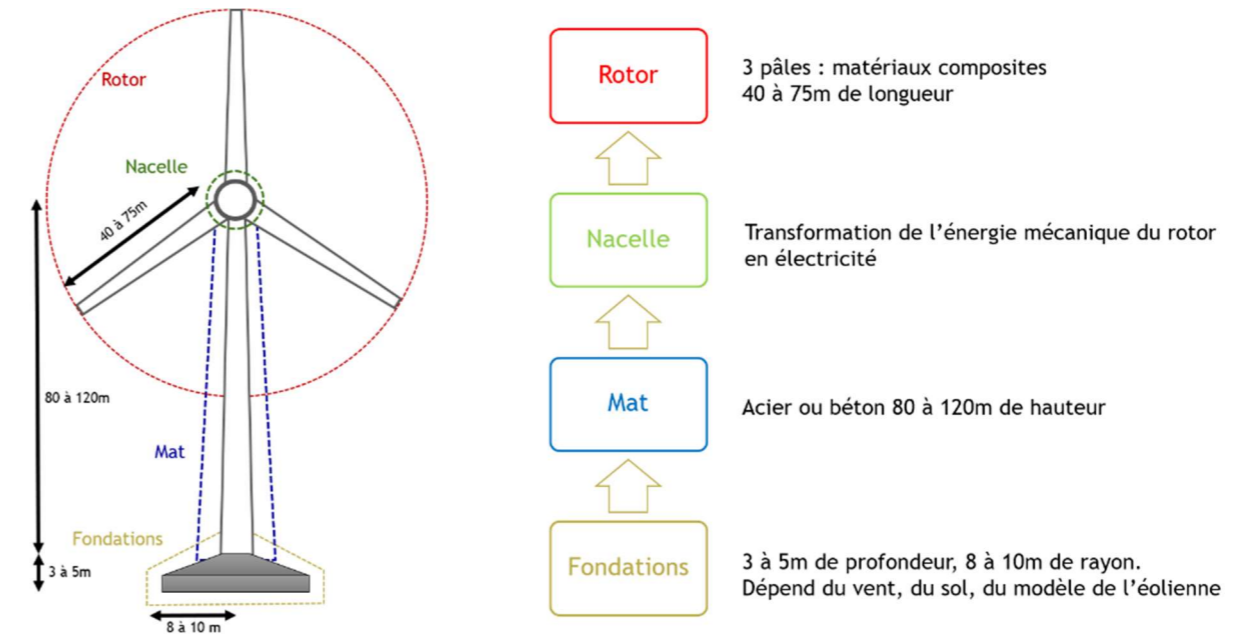 Rotor
Nacelle
40 à 75m
80 à 120m
Mat
Fondations
3 à 5m
8 à 10 m
Rotor
3 pâles : matériaux composites
40 à 75m de longueur
Nacelle
Transformation de l’énergie mécanique du rotor
en électricité
Mat
Acier ou béton 80 à 120m de hauteur
Fondations
3 à 5m de profondeur, 8 à 10m de rayon.
Dépend du vent, du sol, du modèle de l’éolienne